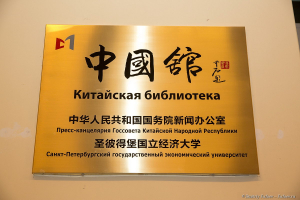 中國舘
Китайская библиотека
中华人民共和国国务院新闻办公室
Пресс-канцелярия Госсовета Китайской Народной Республики
圣彼得堡国立经济大学
Санкт-Петербургский государственный экономический университет